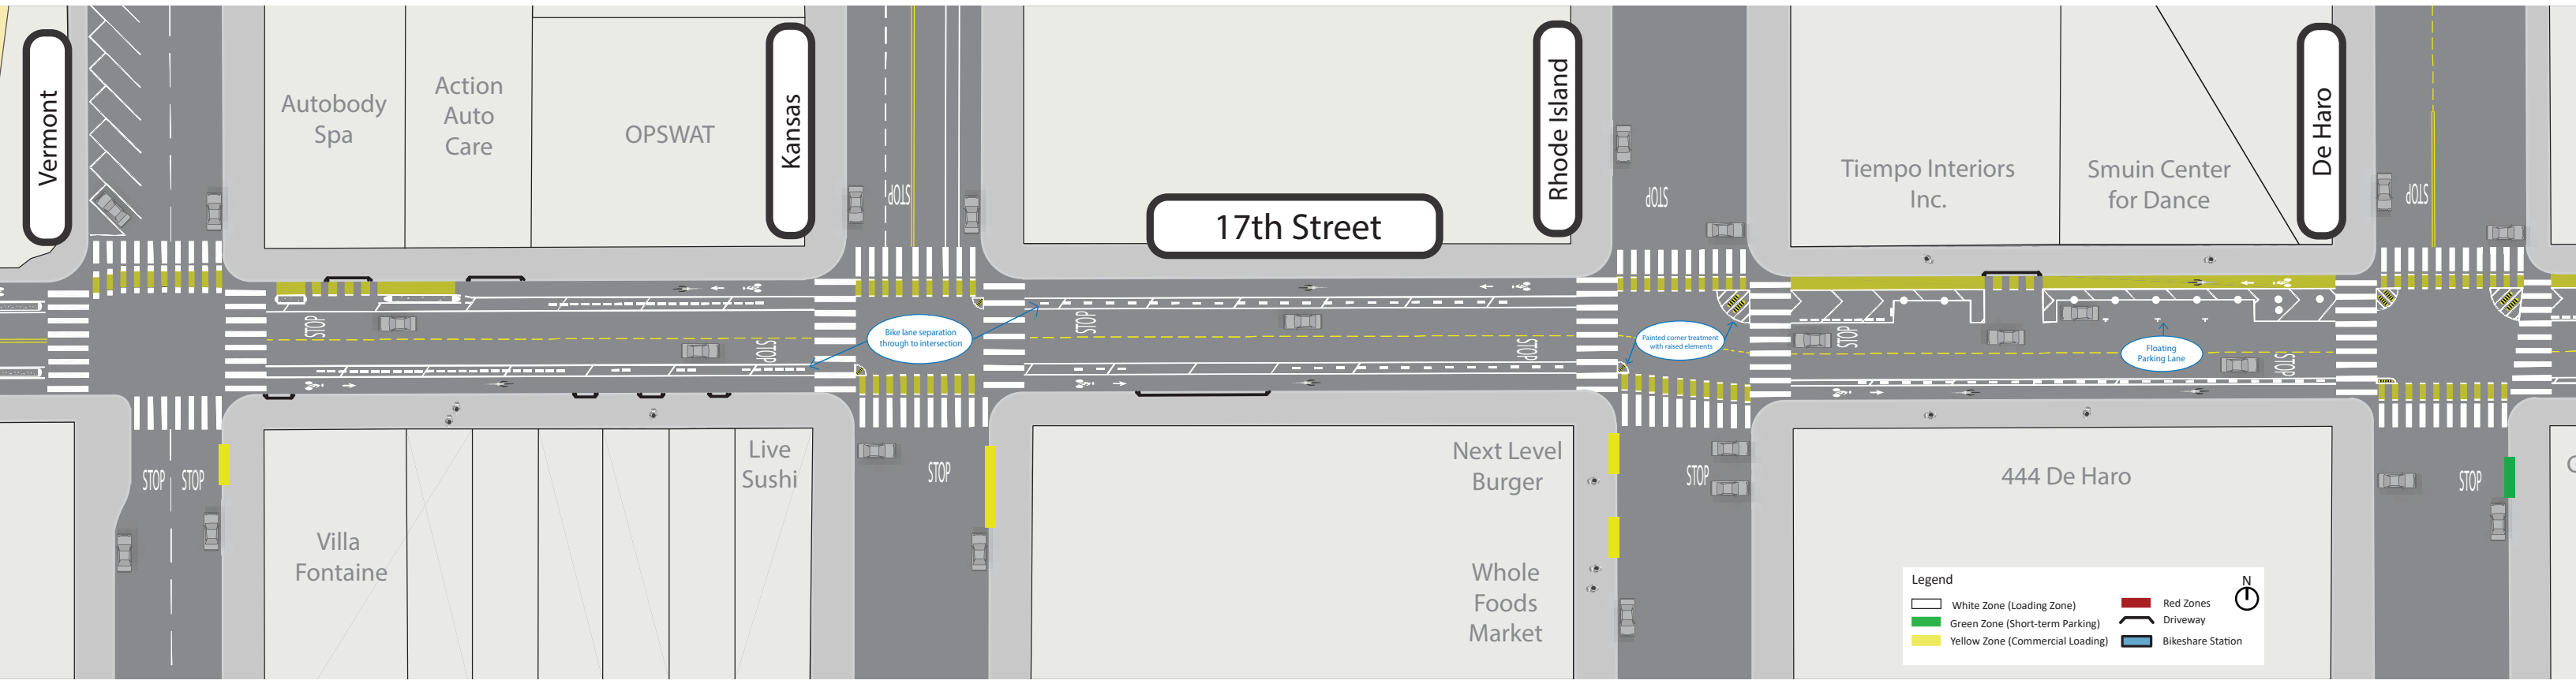 Vermont
Autobody
Spa
Action
Auto
Care
OPSWAT
Kansas
17th Street
Rhode Island
Tiempo Interiors
Inc.
Smuin Center
for Dance
De Haro
STOP
STOP
STOP
STOP
STOP
STOP
STOP
STOP
STOP
STOP
Bike lane separation
through to intersection
Painted corner treatment
with raised elements
Floating
Parking Lane
STOP
STOP
STOP
STOP
STOP
Live
Sushi
Villa
Fontaine
Next Level
Burger
Whole
Foods
Market
444 De Haro
Legend
N
White Zone (Loading Zone)
Green Zone (Short-term Parking)
Yellow Zone (Commercial Loading)
Red Zones
Driveway
Bikeshare Station